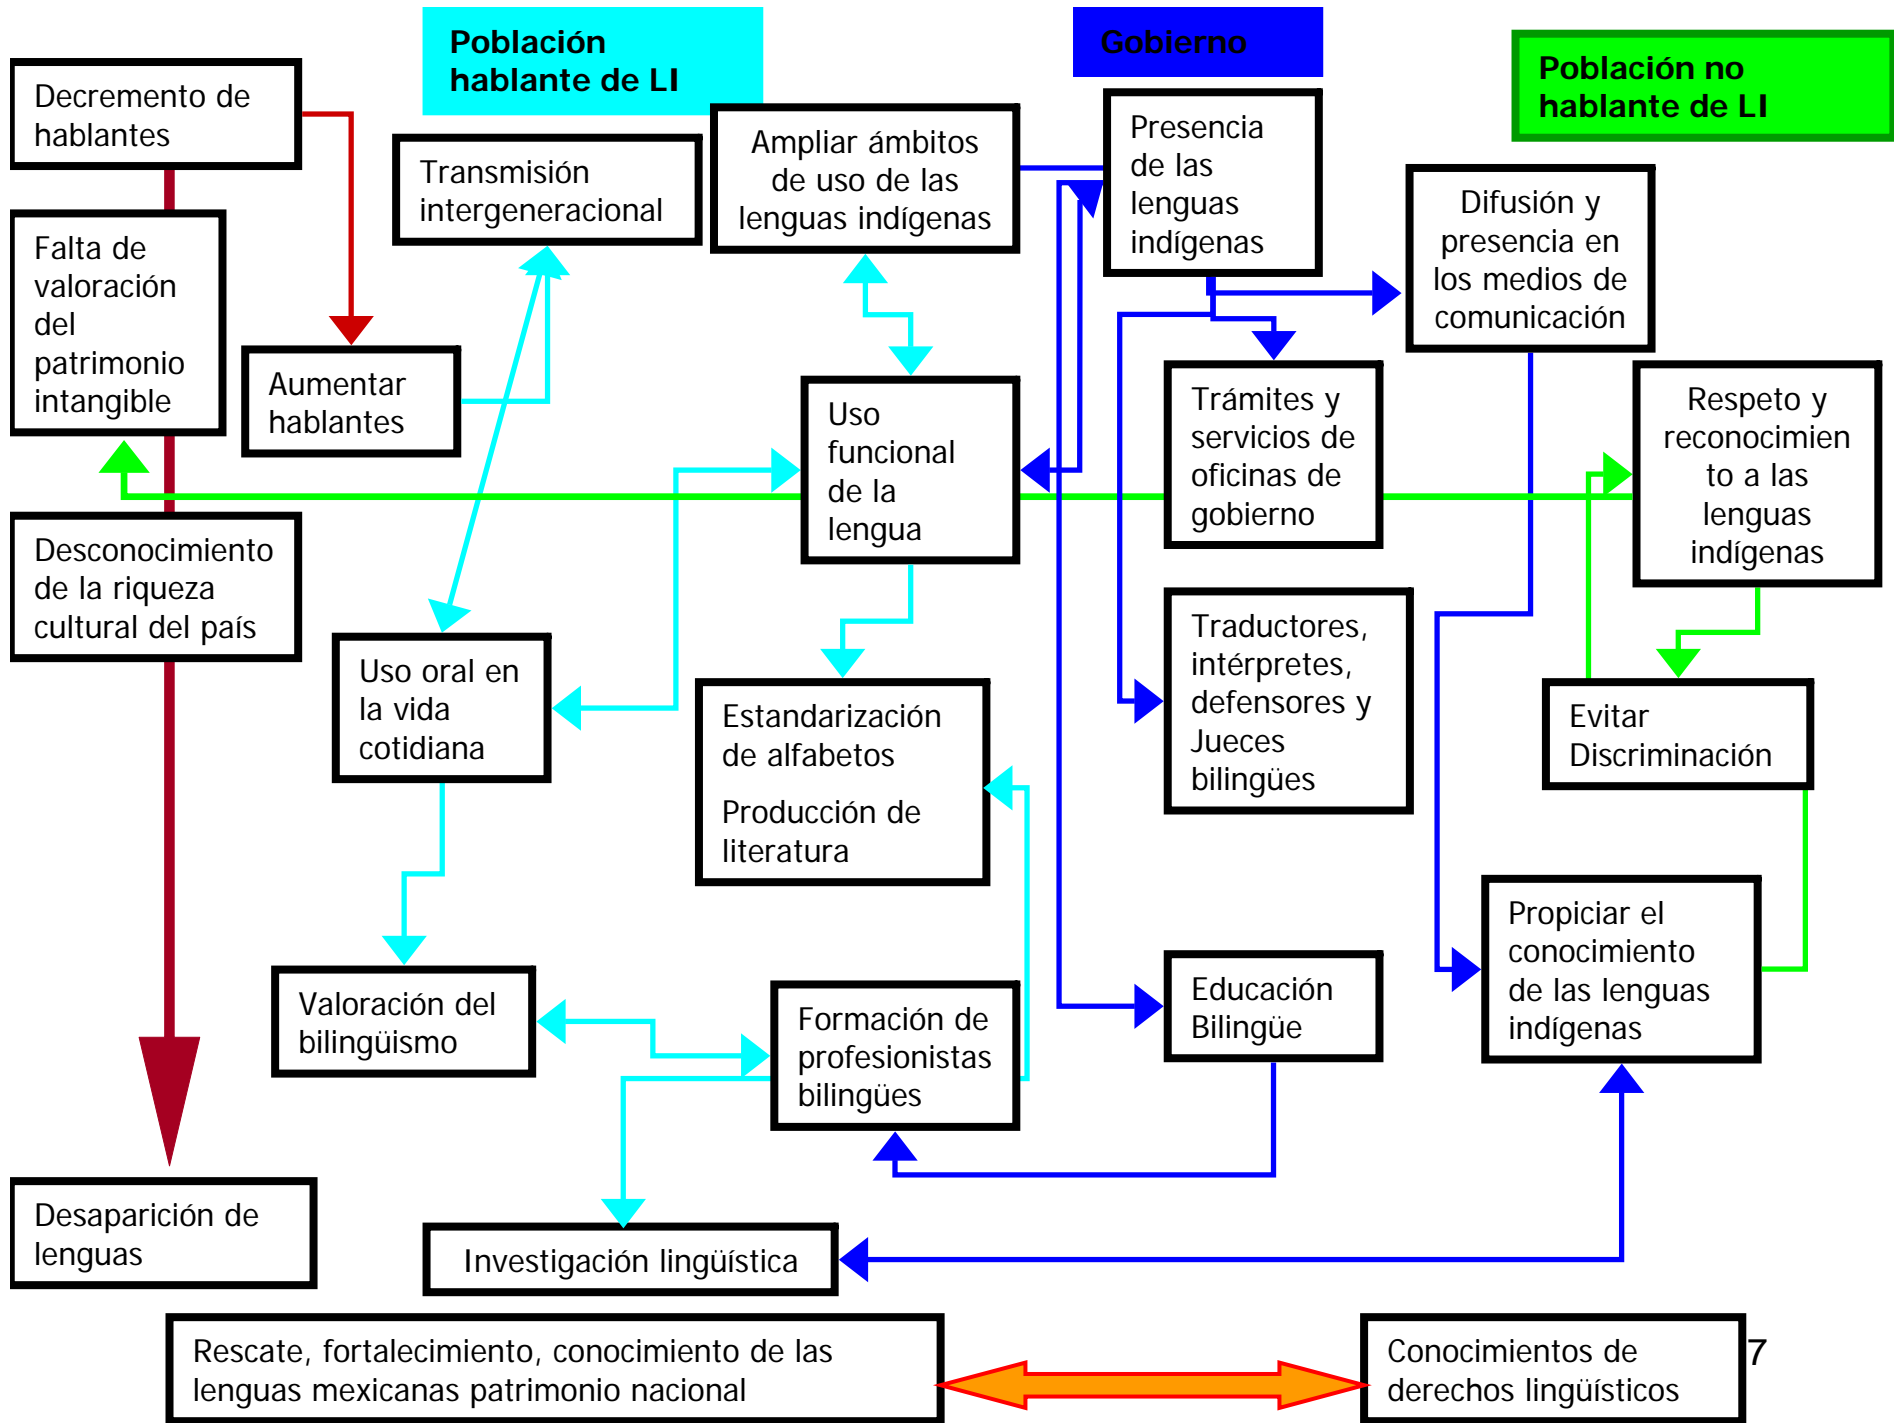 Población
hablante de LI
Gobierno
Población no
hablante de LI
Decremento de
hablantes
Transmisión
intergeneracional
Ampliar ámbitos
de uso de las
lenguas indígenas
Presencia
de las
lenguas
indígenas
Difusión y
presencia en
los medios de
comunicación
Falta de
valoración
del
patrimonio
intangible
Aumentar
hablantes
Uso
funcional
de la
lengua
Trámites y
servicios de
oficinas de
gobierno
Respeto y
reconocimien
to a las
lenguas
indígenas
Desconocimiento
de la riqueza
cultural del país
Uso oral en
la vida
cotidiana
Estandarización
de alfabetos
Producción de
literatura
Traductores,
intérpretes,
defensores y
Jueces
bilingües
Evitar
Discriminación
Valoración del
bilingüismo
Formación de
profesionistas
bilingües
Educación
Bilingüe
Propiciar el
conocimiento
de las lenguas
indígenas
Desaparición de
lenguas
Investigación lingüística
Rescate, fortalecimiento, conocimiento de las
lenguas mexicanas patrimonio nacional
Conocimientos de
derechos lingüísticos
7